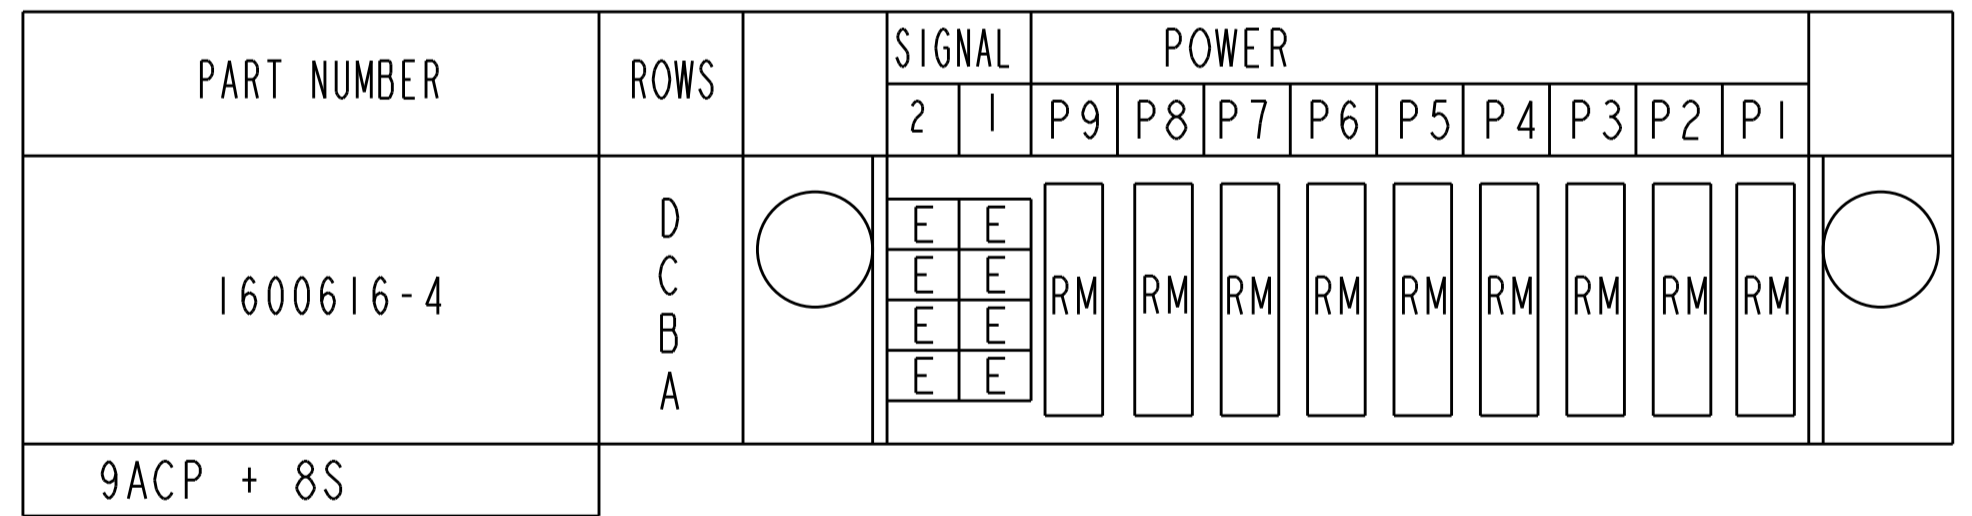 PART NUMBER ROWS SIGNAL POWER
2 1 P9 P8 P7 P6 P5 P4 P3 P2 P1
D E E
C E E
1600616-4 RM RM RM RM RM RM RM RM RM
B E E
A E E
9ACP + 8S